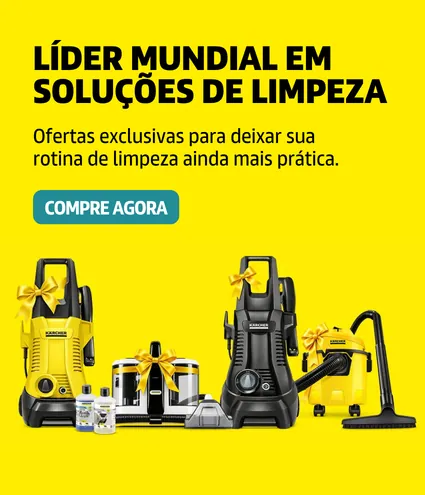 LÍDER MUNDIAL EM
SOLUÇÕES DE LIMPEZA
Ofertas exclusivas para deixar sua
rotina de limpeza ainda mais prática.
COMPRE AGORA
KÄRCHER
KÄRCHER
KÄRCHER